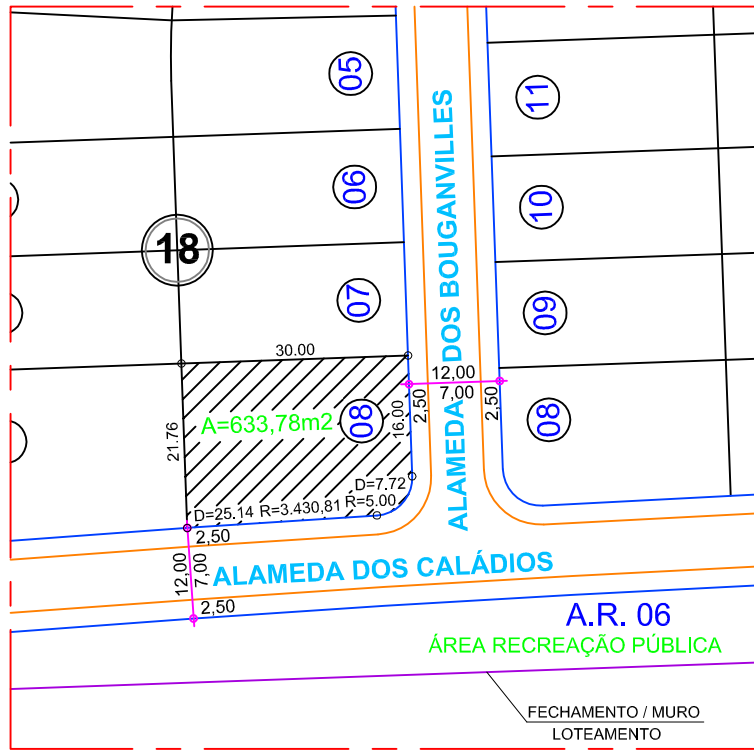 05
11
ALAMEDA DOS BOUGANVILLES
06
10
18
07
09
30.00
12,00
7,00
2,50
2,50
A=633,78m2
08
16.00
08
21.76
D=7.72
D=25.14 R=3.430,81 R=5.00
2,50
12,00
7,00
ALAMEDA DOS CALÁDIOS
2,50
A.R. 06
ÁREA RECREAÇÃO PÚBLICA
FECHAMENTO / MURO
LOTEAMENTO